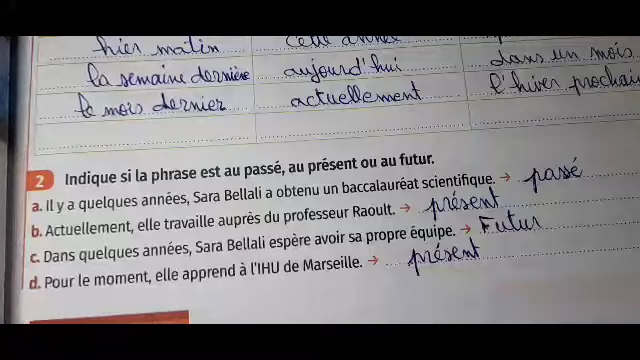 hier matin cette année
la semaine dernière aujourd'hui dans un mois
le mois dernier actuellement l'hiver prochain
2 Indique si la phrase est au passé, au présent ou au futur.
a. Il y a quelques années, Sara Bellali a obtenu un baccalauréat scientifique. → passé
b. Actuellement, elle travaille auprès du professeur Raoult. → présent
c. Dans quelques années, Sara Bellali espère avoir sa propre équipe. → Futur
d. Pour le moment, elle apprend à l'IHU de Marseille. → présent